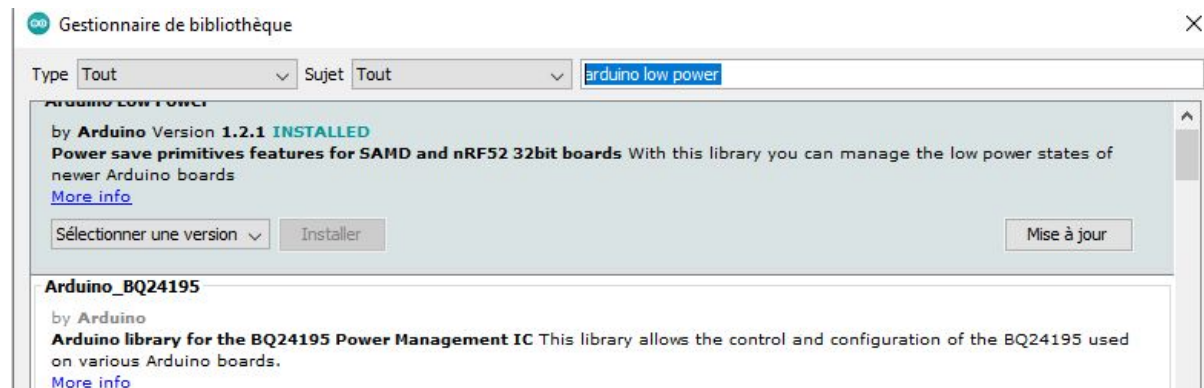 Gestionnaire de bibliothèque
Type Tout Sujet Tout arduino low power
Arduino Low Power
by Arduino Version 1.2.1 INSTALLED
Power save primitives features for SAMD and nRF52 32bit boards With this library you can manage the low power states of
newer Arduino boards
More info
Sélectionner une version Installer Mise à jour
Arduino_BQ24195
by Arduino
Arduino library for the BQ24195 Power Management IC This library allows the control and configuration of the BQ24195 used
on various Arduino boards.
More info